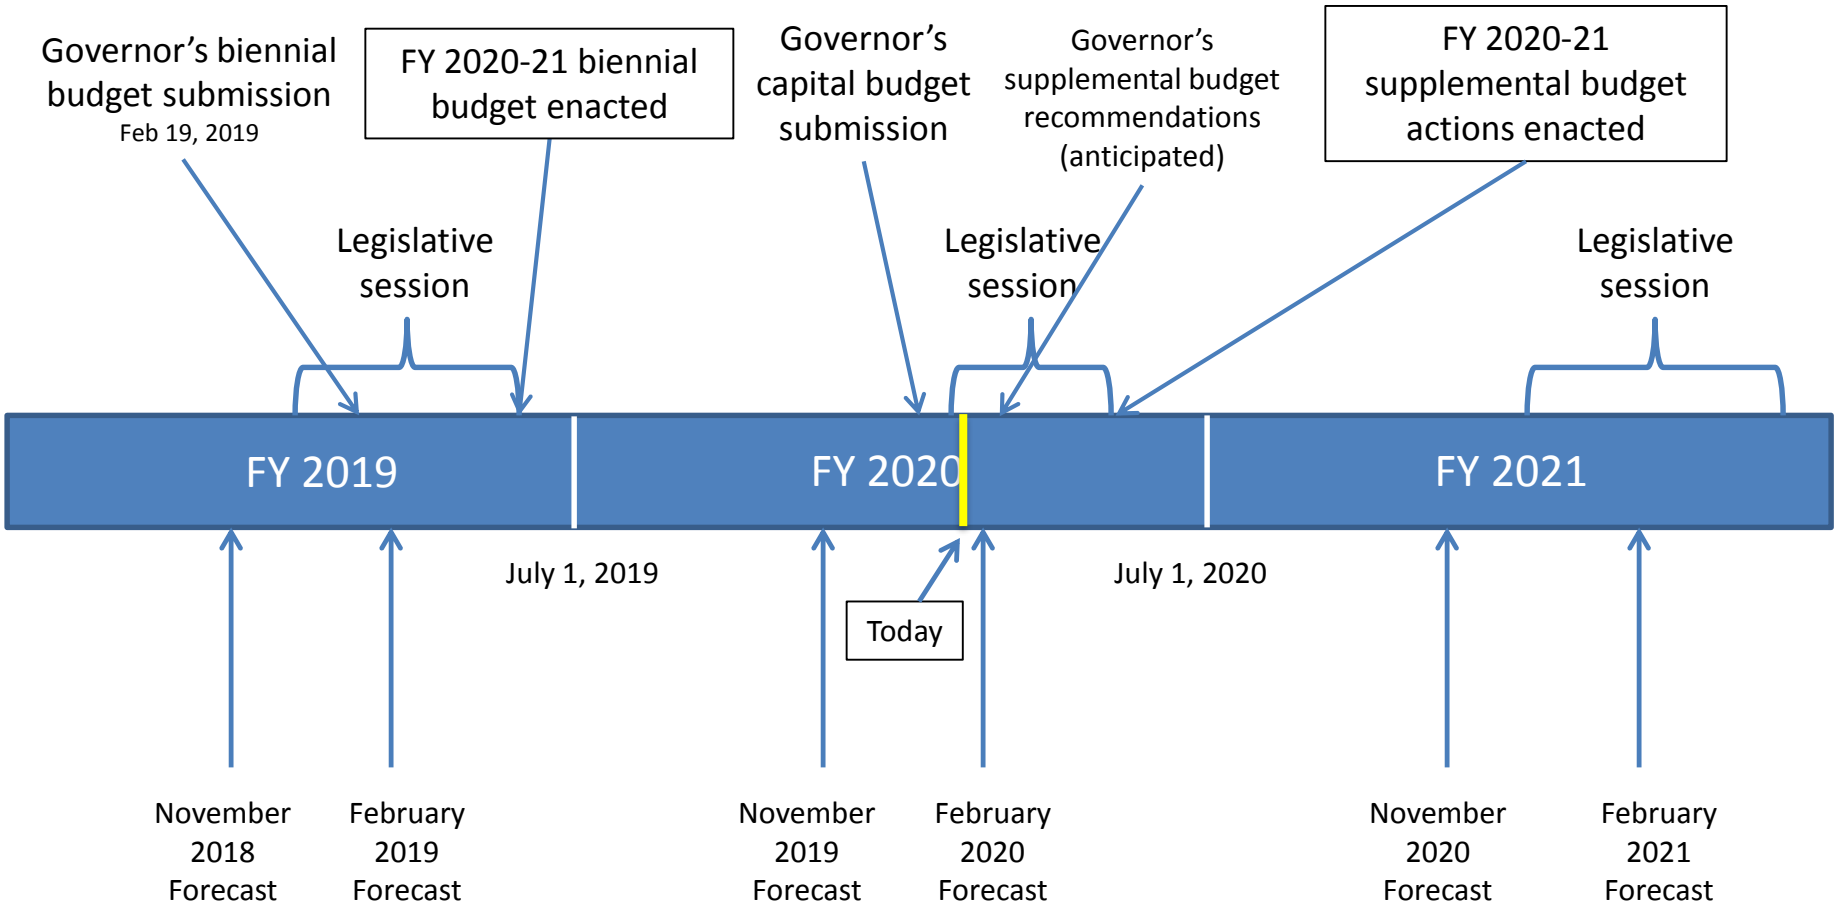 Governor's biennial
budget submission
Feb 19, 2019
FY 2020-21 biennial
budget enacted
Governor's
capital budget
submission
Governor's
supplemental budget
recommendations
(anticipated)
FY 2020-21
supplemental budget
actions enacted
Legislative
session
Legislative
session
Legislative
session
FY 2019
FY 2020
FY 2021
July 1, 2019
July 1, 2020
Today
November
2018
Forecast
February
2019
Forecast
November
2019
Forecast
February
2020
Forecast
November
2020
Forecast
February
2021
Forecast